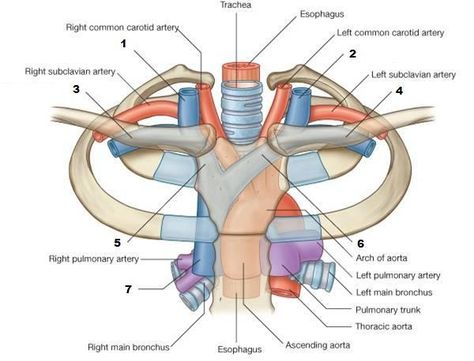 Trachea
Esophagus
Right common carotid artery
Left common carotid artery
1
2
Right subclavian artery
Left subclavian artery
3
4
5
6
Right pulmonary artery
Arch of aorta
Left pulmonary artery
7
Left main bronchus
Pulmonary trunk
Thoracic aorta
Right main bronchus
Esophagus
Ascending aorta